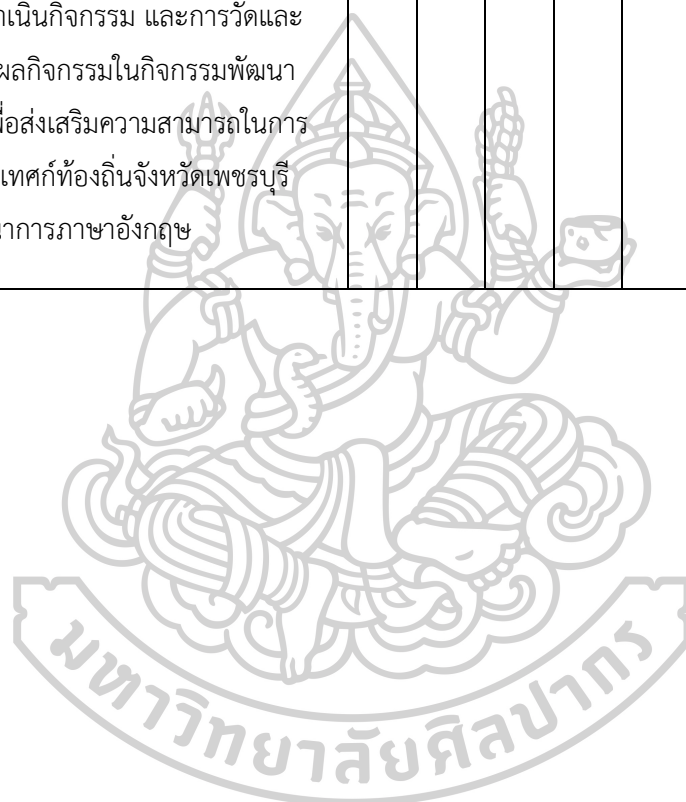 าเนินกิจกรรม และการวัดและ
ผลกิจกรรมในกิจกรรมพัฒนา
ื่อส่งเสริมความสามารถในการ
เทศก์ท้องถิ่นจังหวัดเพชรบุรี
นาการภาษาอังกฤษ
มหาวิทยาลัยศิลปากร